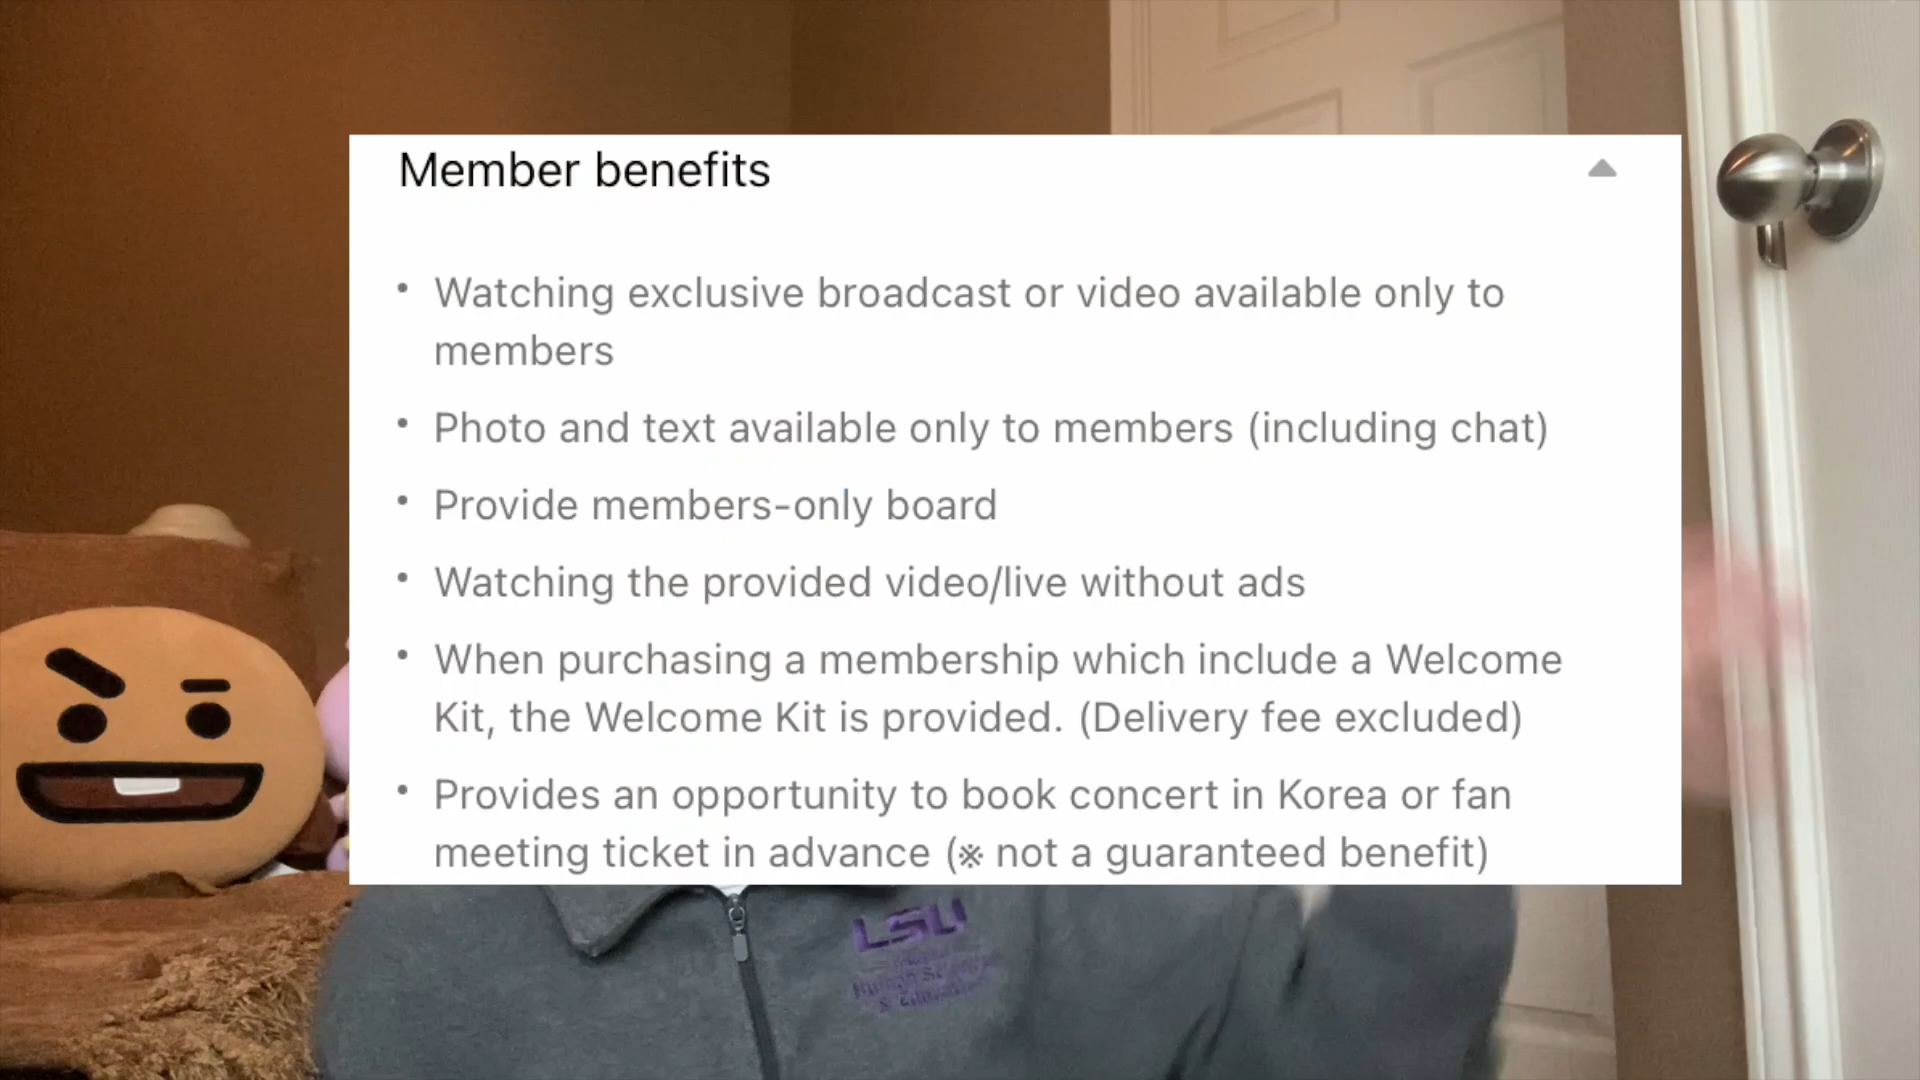 Member benefits
• Watching exclusive broadcast or video available only to
members
• Photo and text available only to members (including chat)
• Provide members-only board
• Watching the provided video/live without ads
• When purchasing a membership which include a Welcome
Kit, the Welcome Kit is provided. (Delivery fee excluded)
• Provides an opportunity to book concert in Korea or fan
meeting ticket in advance (※ not a guaranteed benefit)
LSU